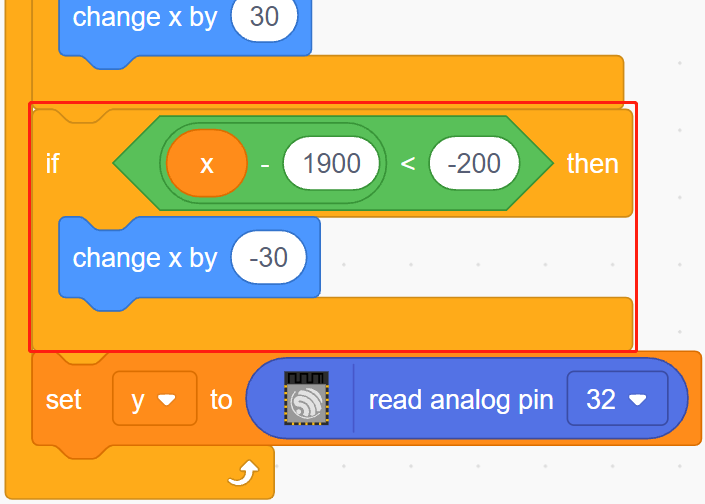 change x by 30
if x - 1900 < -200 then
change x by -30
set y to read analog pin 32